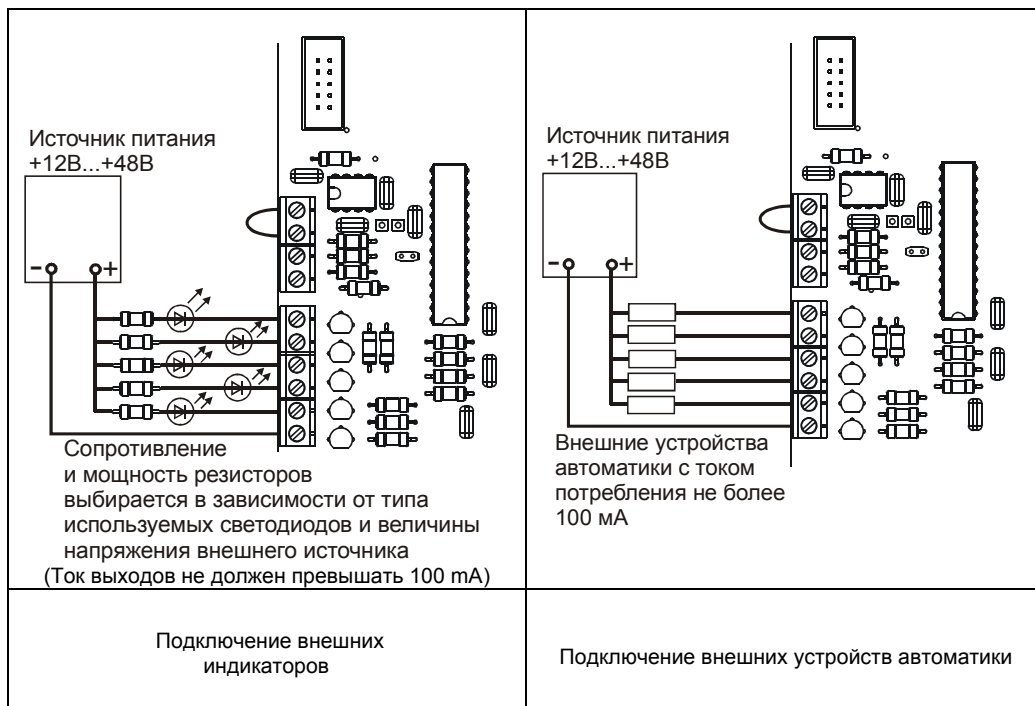 Источник питания
+12В...+48В
- +
Сопротивление
и мощность резисторов
выбирается в зависимости от типа
используемых светодиодов и величины
напряжения внешнего источника
(Ток выходов не должен превышать 100 mA)
Источник питания
+12В...+48В
- +
Внешние устройства
автоматики с током
потребления не более
100 мА
Подключение внешних
индикаторов
Подключение внешних устройств автоматики